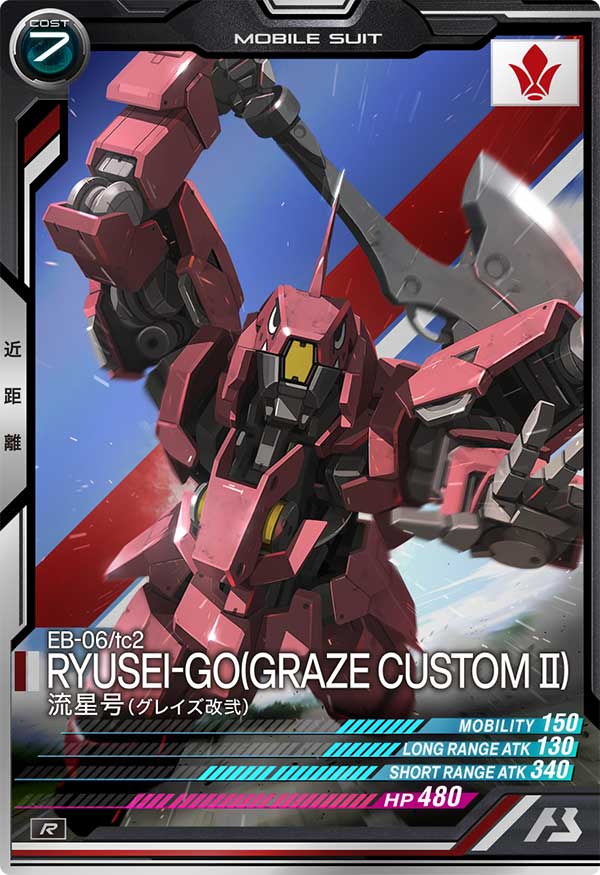 COST
7
MOBILE SUIT
近距離
EB-06/tc2
RYUSEI-GO(GRAZE CUSTOM II)
流星号(グレイズ改弐)
MOBILITY 150
LONG RANGE ATK 130
SHORT RANGE ATK 340
HP 480
R